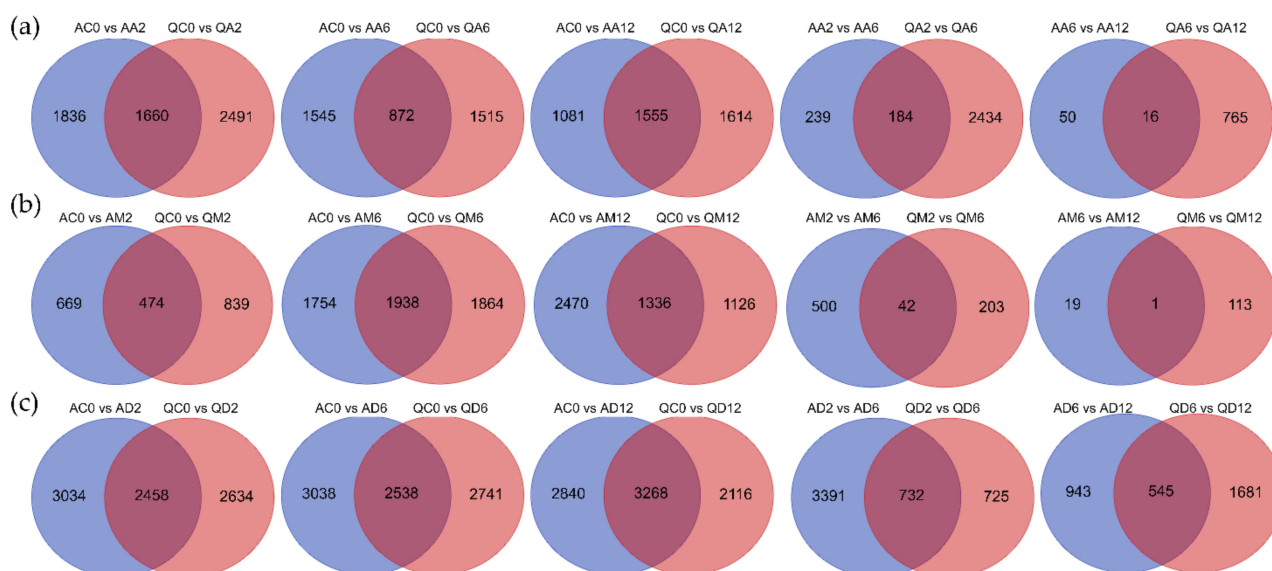 (a)
AC0 vs AA2 QC0 vs QA2 AC0 vs AA6 QC0 vs QA6 AC0 vs AA12 QC0 vs QA12 AA2 vs AA6 QA2 vs QA6 AA6 vs AA12 QA6 vs QA12
1836 1660 2491 1545 872 1515 1081 1555 1614 239 184 2434 50 16 765
(b)
AC0 vs AM2 QC0 vs QM2 AC0 vs AM6 QC0 vs QM6 AC0 vs AM12 QC0 vs QM12 AM2 vs AM6 QM2 vs QM6 AM6 vs AM12 QM6 vs QM12
669 474 839 1754 1938 1864 2470 1336 1126 500 42 203 19 1 113
(c)
AC0 vs AD2 QC0 vs QD2 AC0 vs AD6 QC0 vs QD6 AC0 vs AD12 QC0 vs QD12 AD2 vs AD6 QD2 vs QD6 AD6 vs AD12 QD6 vs QD12
3034 2458 2634 3038 2538 2741 2840 3268 2116 3391 732 725 943 545 1681